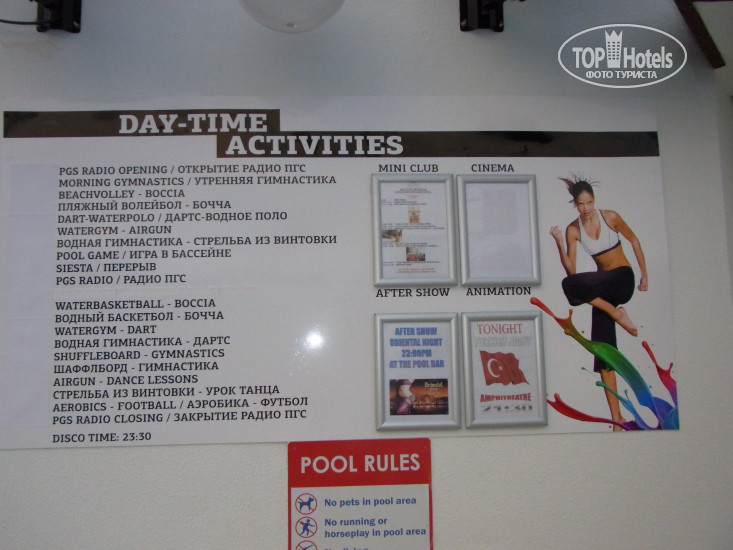 TOP Hotels
ФОТО ТУРИСТА
DAY-TIME
ACTIVITIES
PGS RADIO OPENING / ОТКРЫТИЕ РАДИО ПГС
MORNING GYMNASTICS / УТРЕННЯЯ ГИМНАСТИКА
BEACHVOLLEY - BOCCIA
ПЛЯЖНЫЙ ВОЛЕЙБОЛ - БОЧЧА
DART-WATERPOLO / ДАРТС-ВОДНОЕ ПОЛО
WATERGYM - AIRGUN
ВОДНАЯ ГИМНАСТИКА - СТРЕЛЬБА ИЗ ВИНТОВКИ
POOL GAME / ИГРА В БАССЕЙНЕ
SIESTA / ПЕРЕРЫВ
PGS RADIO / РАДИО ПГС
WATERBASKETBALL - BOCCIA
ВОДНЫЙ БАСКЕТБОЛ - БОЧЧА
WATERGYM - DART
ВОДНАЯ ГИМНАСТИКА - ДАРТС
SHUFFLEBOARD - GYMNASTICS
ШАФФЛБОРД - ГИМНАСТИКА
AIRGUN - DANCE LESSONS
СТРЕЛЬБА ИЗ ВИНТОВКИ - УРОК ТАНЦА
AEROBICS - FOOTBALL / АЭРОБИКА - ФУТБОЛ
PGS RADIO CLOSING / ЗАКРЫТИЕ РАДИО ПГС
DISCO TIME: 23:30
MINI CLUB
CINEMA
AFTER SHOW
ANIMATION
AFTER SHOW
ORIENTAL NIGHT
22:00PM
AT THE POOL BAR
Oriental
TONIGHT
AMPHITHEATRE
21:30
POOL RULES
No pets in pool area
No running or
horseplay in pool area